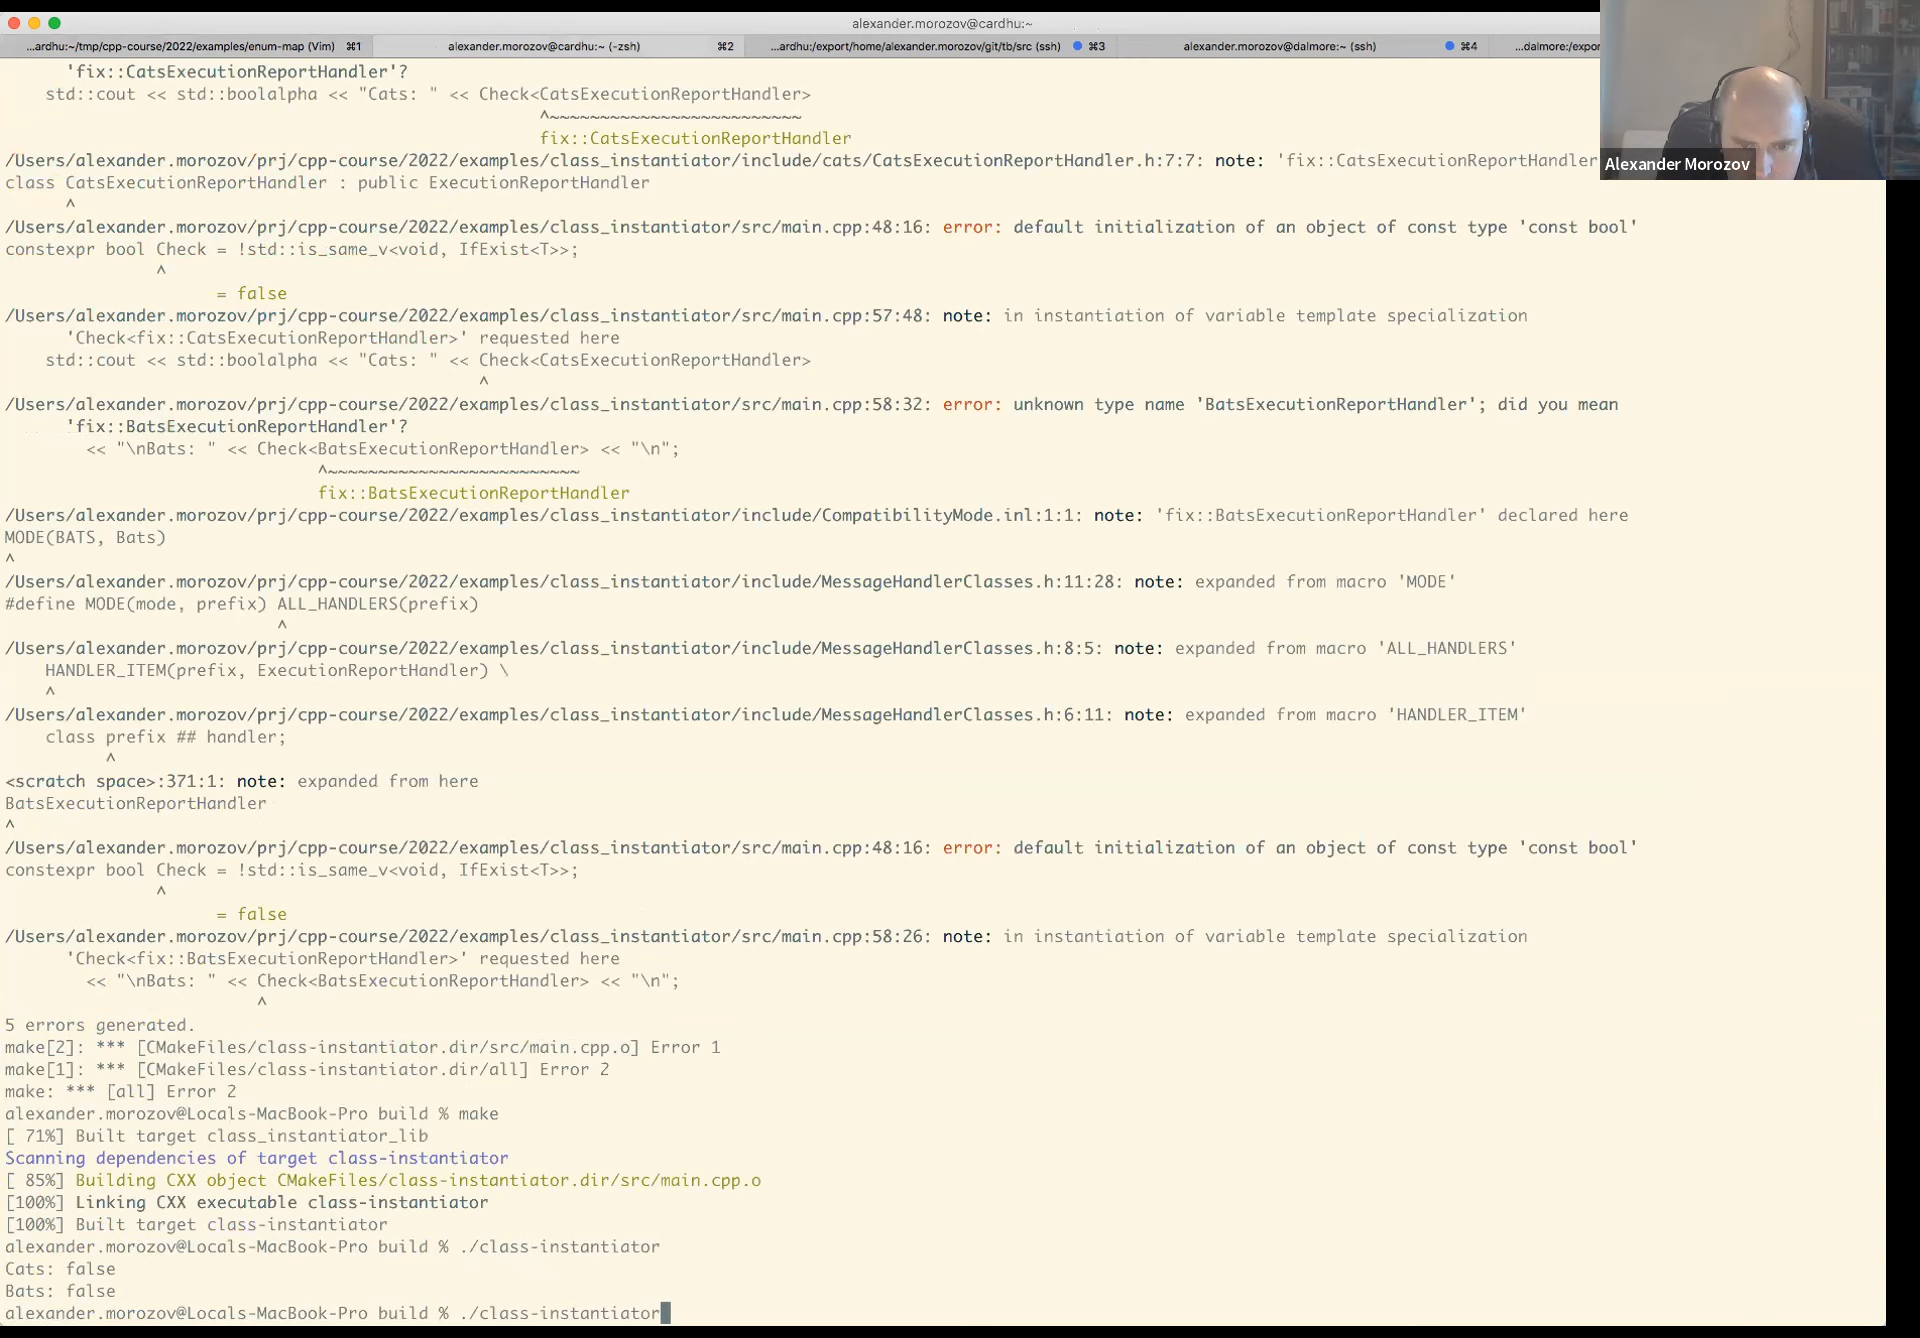 alexander.morozov@cardhu:~
...ardhu:~/tmp/cpp-course/2022/examples/enum-map (Vim) ⌘1 alexander.morozov@cardhu:~ (-zsh) ⌘2 ...ardhu:/export/home/alexander.morozov/git/tb/src (ssh) ⌘3 alexander.morozov@dalmore:~ (ssh) ⌘4 ...dalmore:/expor
Alexander Morozov
'fix::CatsExecutionReportHandler'?
std::cout << std::boolalpha << "Cats: " << Check<CatsExecutionReportHandler>
^~~~~~~~~~~~~~~~~~~~~~~~~~
fix::CatsExecutionReportHandler
/Users/alexander.morozov/prj/cpp-course/2022/examples/class_instantiator/include/cats/CatsExecutionReportHandler.h:7:7: note: 'fix::CatsExecutionReportHandler
class CatsExecutionReportHandler : public ExecutionReportHandler
^
/Users/alexander.morozov/prj/cpp-course/2022/examples/class_instantiator/src/main.cpp:48:16: error: default initialization of an object of const type 'const bool'
constexpr bool Check = !std::is_same_v<void, IfExist<T>>;
^
= false
/Users/alexander.morozov/prj/cpp-course/2022/examples/class_instantiator/src/main.cpp:57:48: note: in instantiation of variable template specialization
'Check<fix::CatsExecutionReportHandler>' requested here
std::cout << std::boolalpha << "Cats: " << Check<CatsExecutionReportHandler>
^
/Users/alexander.morozov/prj/cpp-course/2022/examples/class_instantiator/src/main.cpp:58:32: error: unknown type name 'BatsExecutionReportHandler'; did you mean
'fix::BatsExecutionReportHandler'?
<< "\nBats: " << Check<BatsExecutionReportHandler> << "\n";
^~~~~~~~~~~~~~~~~~~~~~~~~~
fix::BatsExecutionReportHandler
/Users/alexander.morozov/prj/cpp-course/2022/examples/class_instantiator/include/CompatibilityMode.inl:1:1: note: 'fix::BatsExecutionReportHandler' declared here
MODE(BATS, Bats)
^
/Users/alexander.morozov/prj/cpp-course/2022/examples/class_instantiator/include/MessageHandlerClasses.h:11:28: note: expanded from macro 'MODE'
#define MODE(mode, prefix) ALL_HANDLERS(prefix)
^
/Users/alexander.morozov/prj/cpp-course/2022/examples/class_instantiator/include/MessageHandlerClasses.h:8:5: note: expanded from macro 'ALL_HANDLERS'
HANDLER_ITEM(prefix, ExecutionReportHandler) \
^
/Users/alexander.morozov/prj/cpp-course/2022/examples/class_instantiator/include/MessageHandlerClasses.h:6:11: note: expanded from macro 'HANDLER_ITEM'
class prefix ## handler;
^
<scratch space>:371:1: note: expanded from here
BatsExecutionReportHandler
^
/Users/alexander.morozov/prj/cpp-course/2022/examples/class_instantiator/src/main.cpp:48:16: error: default initialization of an object of const type 'const bool'
constexpr bool Check = !std::is_same_v<void, IfExist<T>>;
^
= false
/Users/alexander.morozov/prj/cpp-course/2022/examples/class_instantiator/src/main.cpp:58:26: note: in instantiation of variable template specialization
'Check<fix::BatsExecutionReportHandler>' requested here
<< "\nBats: " << Check<BatsExecutionReportHandler> << "\n";
^
5 errors generated.
make[2]: *** [CMakeFiles/class-instantiator.dir/src/main.cpp.o] Error 1
make[1]: *** [CMakeFiles/class-instantiator.dir/all] Error 2
make: *** [all] Error 2
alexander.morozov@Locals-MacBook-Pro build % make
[ 71%] Built target class_instantiator_lib
Scanning dependencies of target class-instantiator
[ 85%] Building CXX object CMakeFiles/class-instantiator.dir/src/main.cpp.o
[100%] Linking CXX executable class-instantiator
[100%] Built target class-instantiator
alexander.morozov@Locals-MacBook-Pro build % ./class-instantiator
Cats: false
Bats: false
alexander.morozov@Locals-MacBook-Pro build % ./class-instantiator